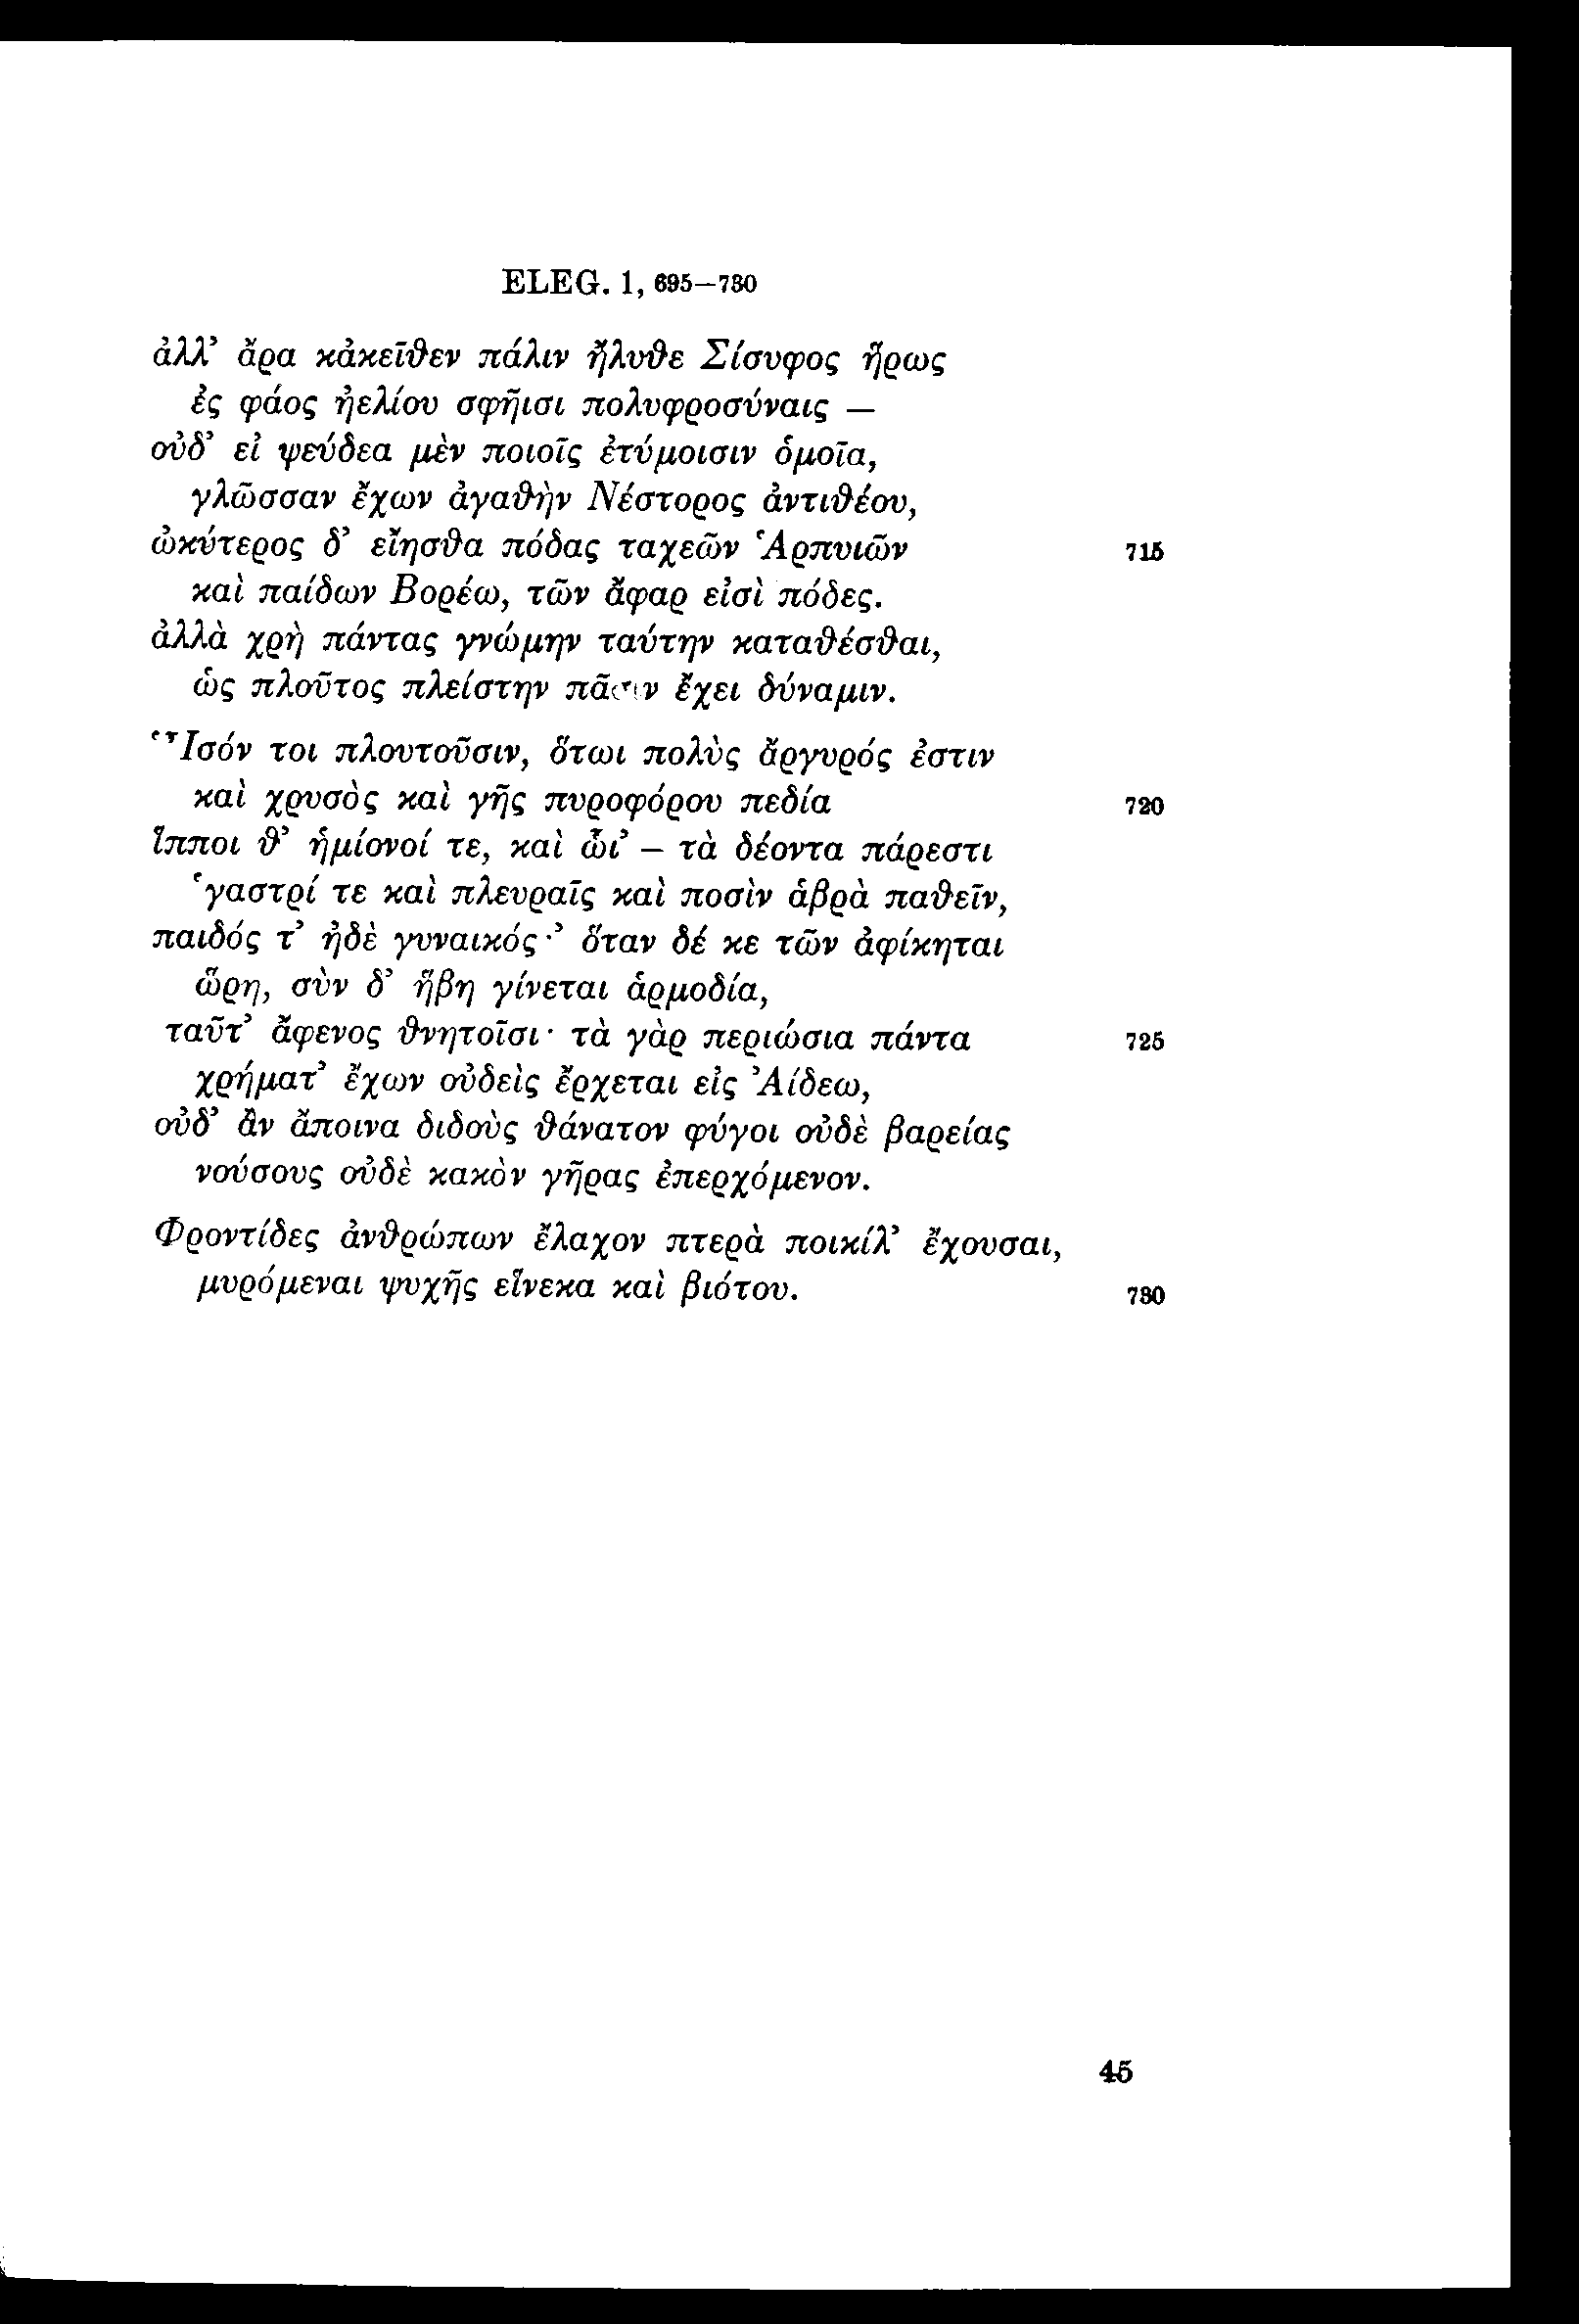 ELEG. 1, 695–730
ἀλλ’ ἄρα κἀκεῖθεν πάλιν ἤλυθε Σίσυφος ἥρως
ἐς φάος ἠελίου σφῆισι πολυφροσύναις –
οὐδ’ εἰ ψεύδεα μὲν ποιοῖς ἐτύμοισιν ὁμοῖα,
γλῶσσαν ἔχων ἀγαθὴν Νέστορος ἀντιθέου,
ὠκύτερος δ’ εἴησθα πόδας ταχεῶν Ἁρπυιῶν 715
καὶ παίδων Βορέω, τῶν ἄφαρ εἰσὶ πόδες.
ἀλλὰ χρὴ πάντας γνώμην ταύτην καταθέσθαι,
ὡς πλοῦτος πλείστην πᾶσιν ἔχει δύναμιν.
‘Ἶσόν τοι πλουτοῦσιν, ὅτωι πολὺς ἄργυρός ἐστιν
καὶ χρυσὸς καὶ γῆς πυροφόρου πεδία 720
ἵπποι θ’ ἡμίονοί τε, καὶ ὧι’ – τὰ δέοντα πάρεστι
‘γαστρί τε καὶ πλευραῖς καὶ ποσὶν ἁβρὰ παθεῖν,
παιδός τ’ ἠδὲ γυναικός·’ ὅταν δέ κε τῶν ἀφίκηται
ὥρη, σὺν δ’ ἥβη γίνεται ἁρμοδία,
ταῦτ’ ἄφενος θνητοῖσι· τὰ γὰρ περιώσια πάντα 725
χρήματ’ ἔχων οὐδεὶς ἔρχεται εἰς Ἀίδεω,
οὐδ’ ἂν ἄποινα διδοὺς θάνατον φύγοι οὐδὲ βαρείας
νούσους οὐδὲ κακὸν γῆρας ἐπερχόμενον.
Φροντίδες ἀνθρώπων ἔλαχον πτερὰ ποικίλ’ ἔχουσαι,
μυρόμεναι ψυχῆς εἵνεκα καὶ βιότου. 730
45